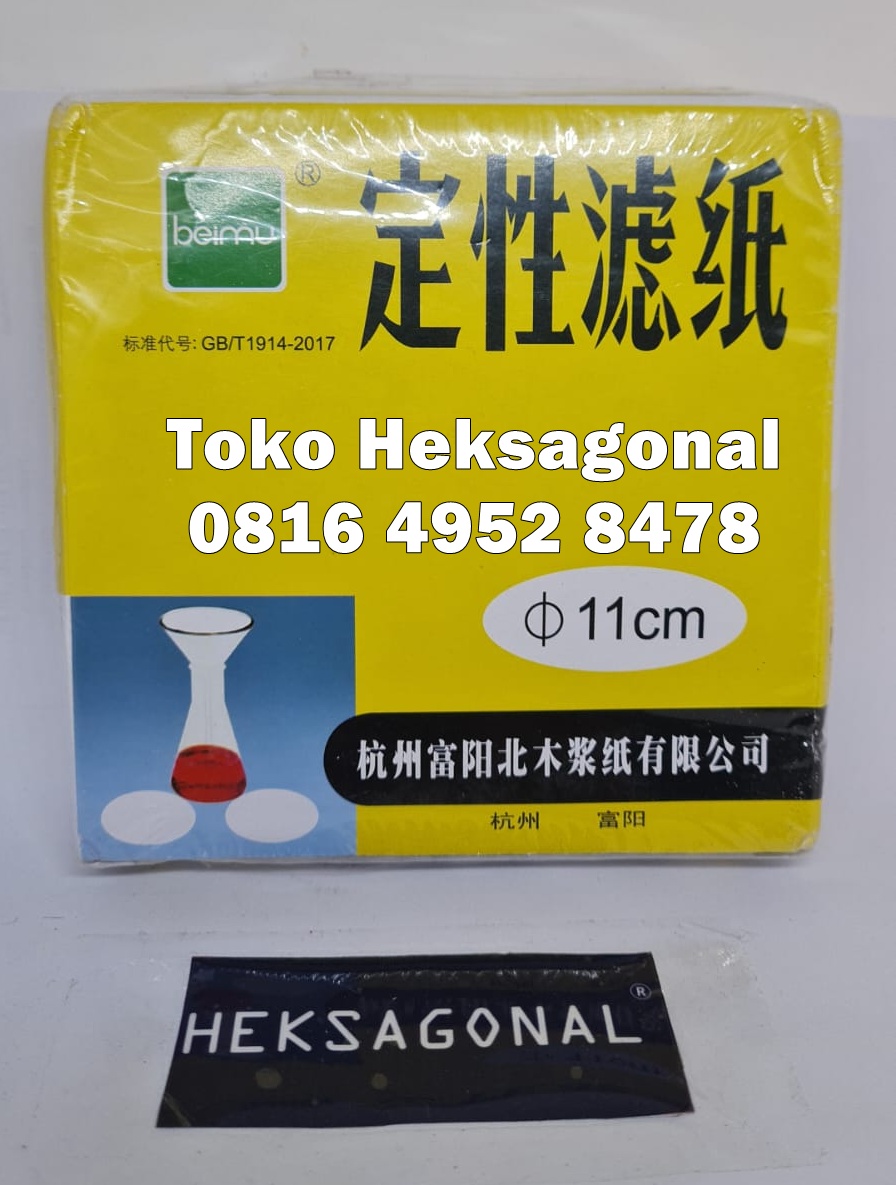 beimu
®
定性滤纸
标准代号: GB/T1914-2017
Toko Heksagonal
0816 4952 8478
ф 11cm
杭州富阳北木浆纸有限公司
杭州 富阳
HEKSAGONAL ®